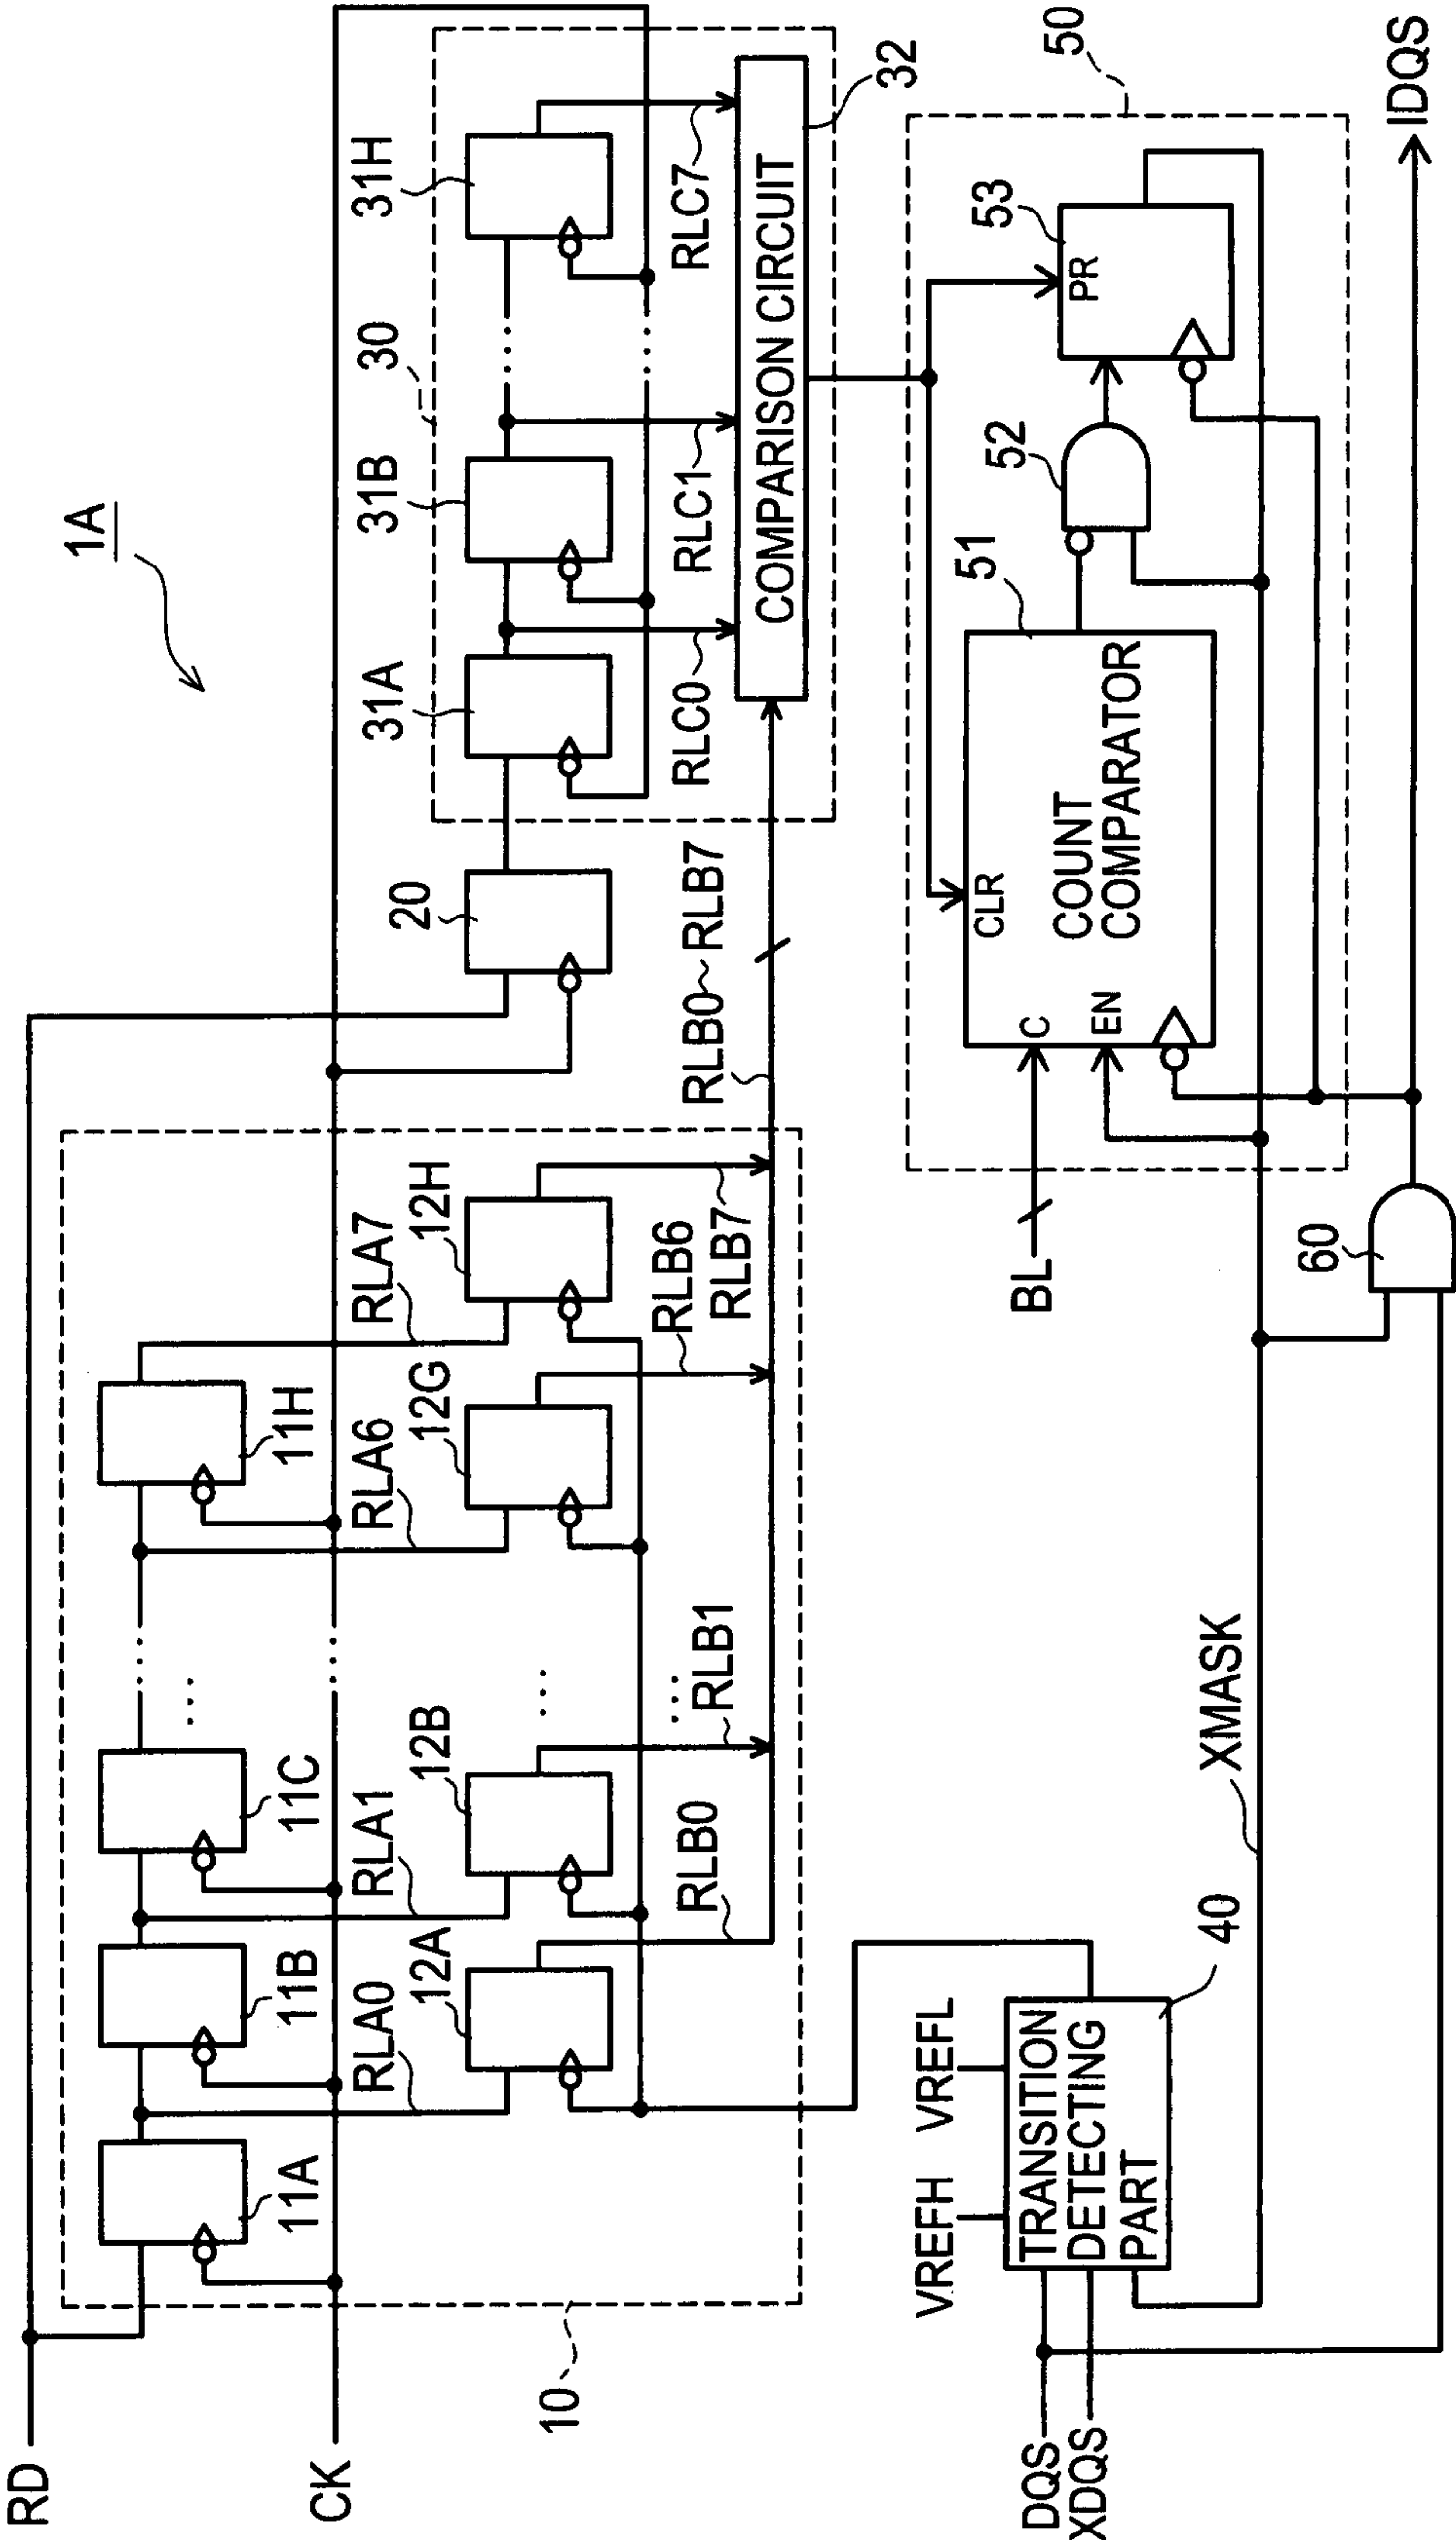 1A
RD
CK
10
11A
11B
11C
11H
...
RLA0
RLA1
RLA6
RLA7
12A
12B
...
12G
12H
RLB0
RLB1
...
RLB6
RLB7
RLB0~RLB7
20
30
31A
31B
31H
RLC0
RLC1
RLC7
COMPARISON CIRCUIT
32
DQS
XDQS
VREFH
VREFL
TRANSITION
DETECTING
PART
40
XMASK
BL
50
51
C
EN
CLR
COUNT
COMPARATOR
52
53
PR
60
IDQS